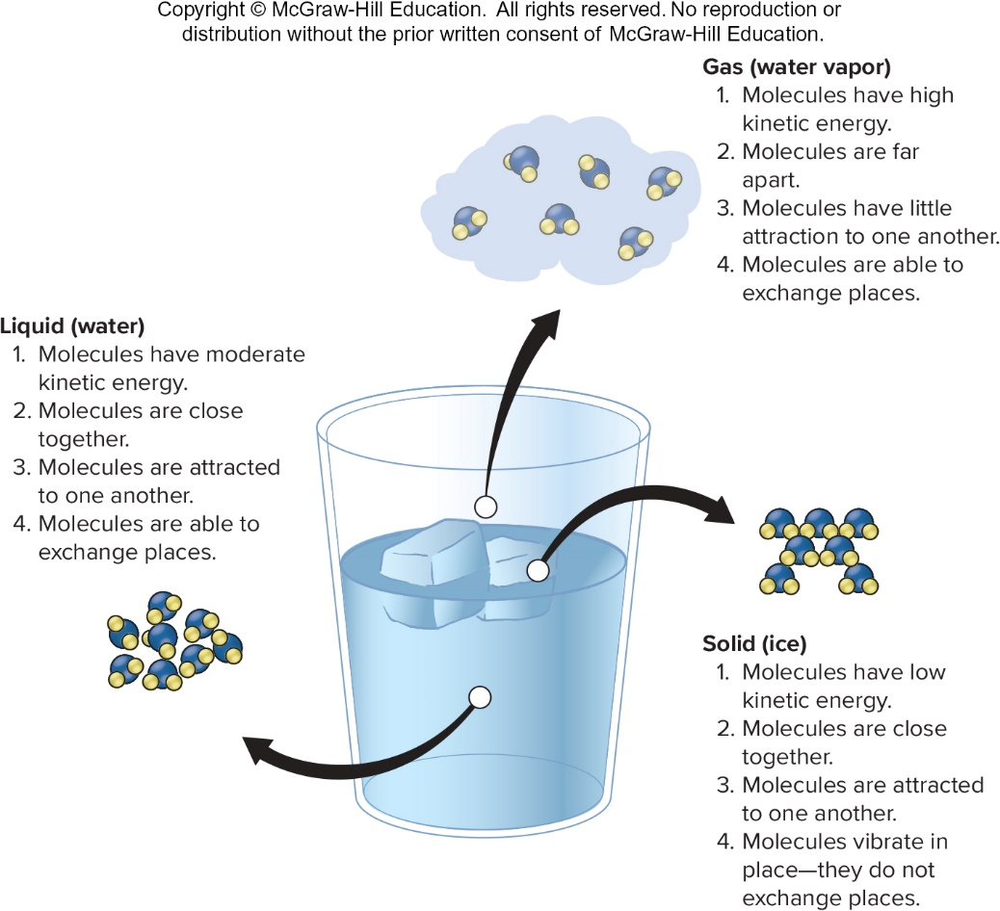 Copyright © McGraw-Hill Education. All rights reserved. No reproduction or
distribution without the prior written consent of McGraw-Hill Education.
Gas (water vapor)
1. Molecules have high
kinetic energy.
2. Molecules are far
apart.
3. Molecules have little
attraction to one another.
4. Molecules are able to
exchange places.
Liquid (water)
1. Molecules have moderate
kinetic energy.
2. Molecules are close
together.
3. Molecules are attracted
to one another.
4. Molecules are able to
exchange places.
Solid (ice)
1. Molecules have low
kinetic energy.
2. Molecules are close
together.
3. Molecules are attracted
to one another.
4. Molecules vibrate in
place—they do not
exchange places.